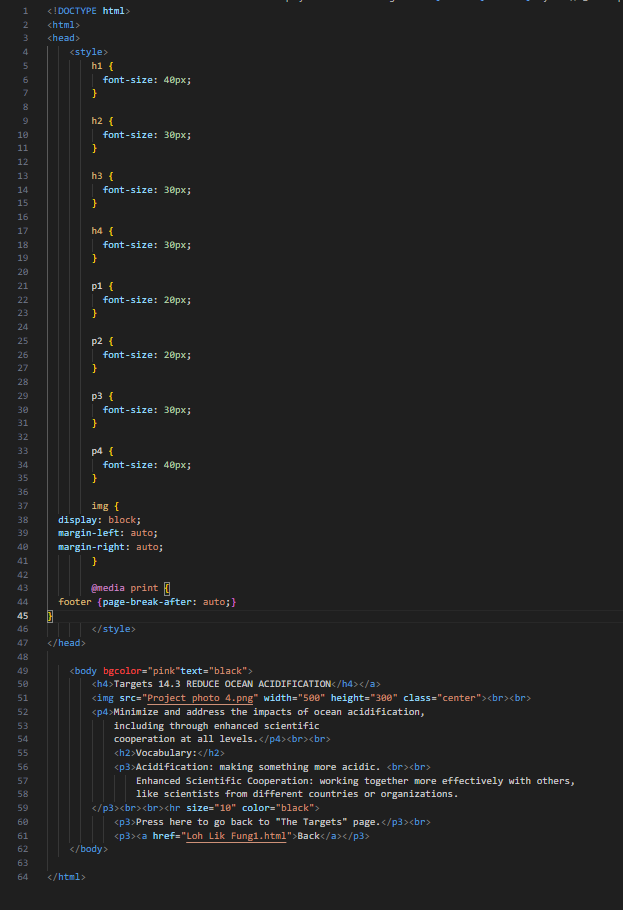 1 <!DOCTYPE html>
2 <html>
3 <head>
4 <style>
5 h1 {
6 font-size: 40px;
7 }
8
9 h2 {
10 font-size: 30px;
11 }
12
13 h3 {
14 font-size: 30px;
15 }
16
17 h4 {
18 font-size: 30px;
19 }
20
21 p1 {
22 font-size: 20px;
23 }
24
25 p2 {
26 font-size: 20px;
27 }
28
29 p3 {
30 font-size: 30px;
31 }
32
33 p4 {
34 font-size: 40px;
35 }
36
37 img {
38 display: block;
39 margin-left: auto;
40 margin-right: auto;
41 }
42
43 @media print {
44 footer {page-break-after: auto;}
45 }
46 </style>
47 </head>
48
49 <body bgcolor="pink"text="black">
50 <h4>Targets 14.3 REDUCE OCEAN ACIDIFICATION</h4></a>
51 <img src="Project photo 4.png" width="500" height="300" class="center"><br><br>
52 <p4>Minimize and address the impacts of ocean acidification,
53 including through enhanced scientific
54 cooperation at all levels.</p4><br><br>
55 <h2>Vocabulary:</h2>
56 <p3>Acidification: making something more acidic. <br><br>
57 Enhanced Scientific Cooperation: working together more effectively with others,
58 like scientists from different countries or organizations.
59 </p3><br><br><br><hr size="10" color="black">
60 <p3>Press here to go back to "The Targets" page.</p3><br>
61 <p3><a href="Loh Lik Fung1.html">Back</a></p3>
62 </body>
63
64 </html>